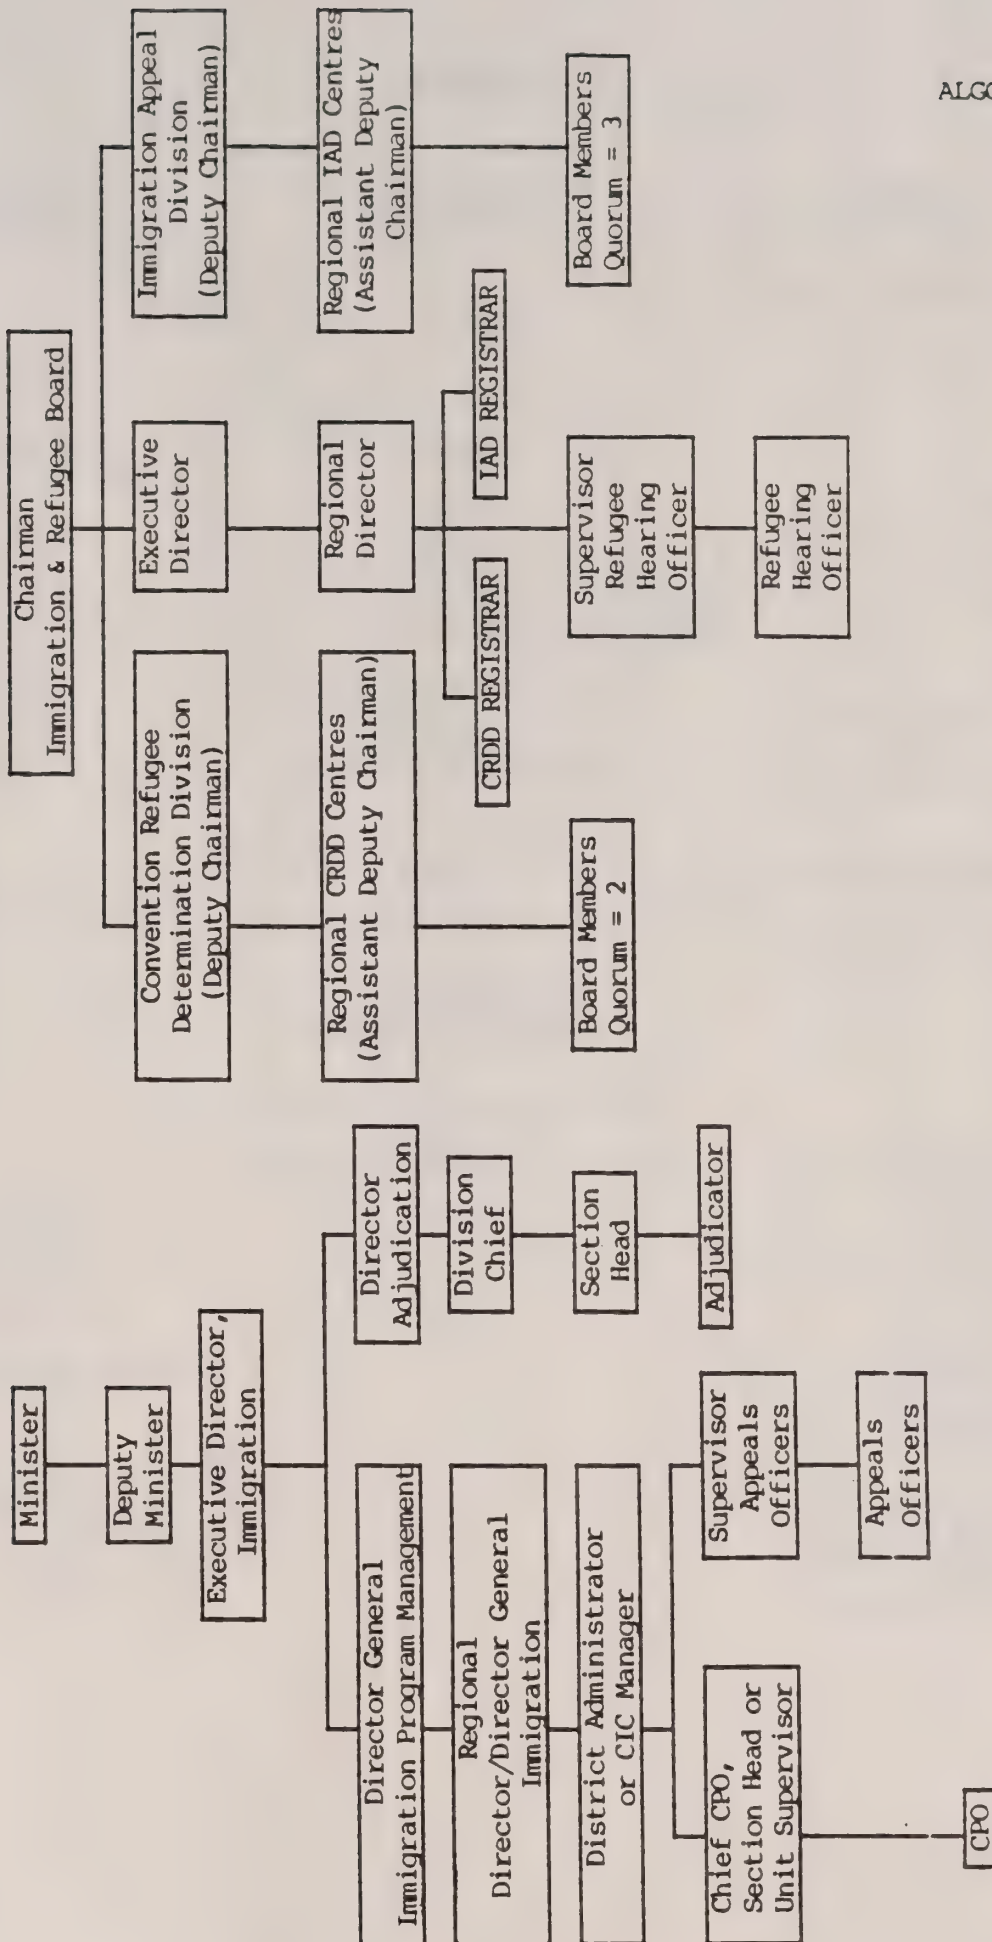 ALGO
Minister
Deputy
Minister
Executive Director,
Immigration
Director General
Immigration Program Management
Director
Adjudication
Regional
Director/Director General
Immigration
Division
Chief
District Administrator
or CIC Manager
Section
Head
Chief CPO,
Section Head or
Unit Supervisor
Supervisor
Appeals
Officers
Adjudicator
Appeals
Officers
CPO
Chairman
Immigration & Refugee Board
Convention Refugee
Determination Division
(Deputy Chairman)
Executive
Director
Immigration Appeal
Division
(Deputy Chairman)
Regional CRDD Centres
(Assistant Deputy Chairman)
Regional
Director
Regional IAD Centres
(Assistant Deputy
Chairman)
CRDD REGISTRAR
IAD REGISTRAR
Board Members
Quorum = 2
Supervisor
Refugee
Hearing
Officer
Board Members
Quorum = 3
Refugee
Hearing
Officer